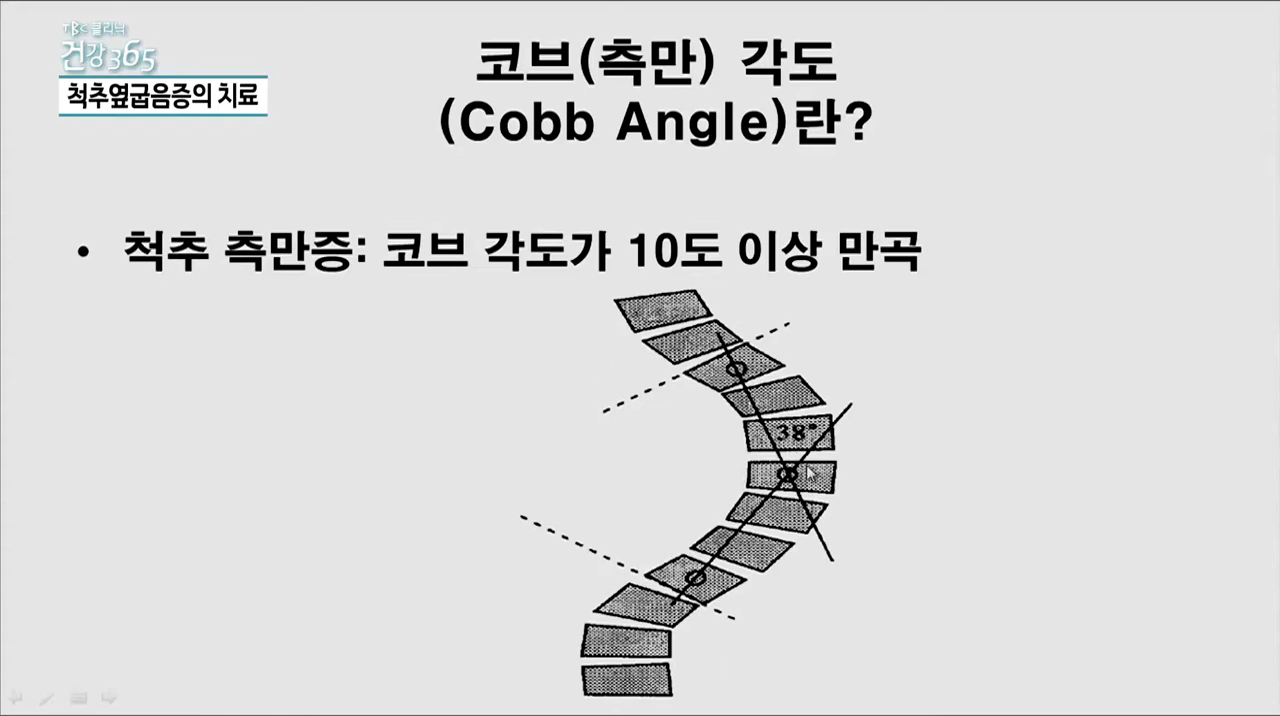 TBC 클리닉
건강365
척추옆굽음증의 치료
코브(측만) 각도
(Cobb Angle)란?
• 척추 측만증: 코브 각도가 10도 이상 만곡
38°